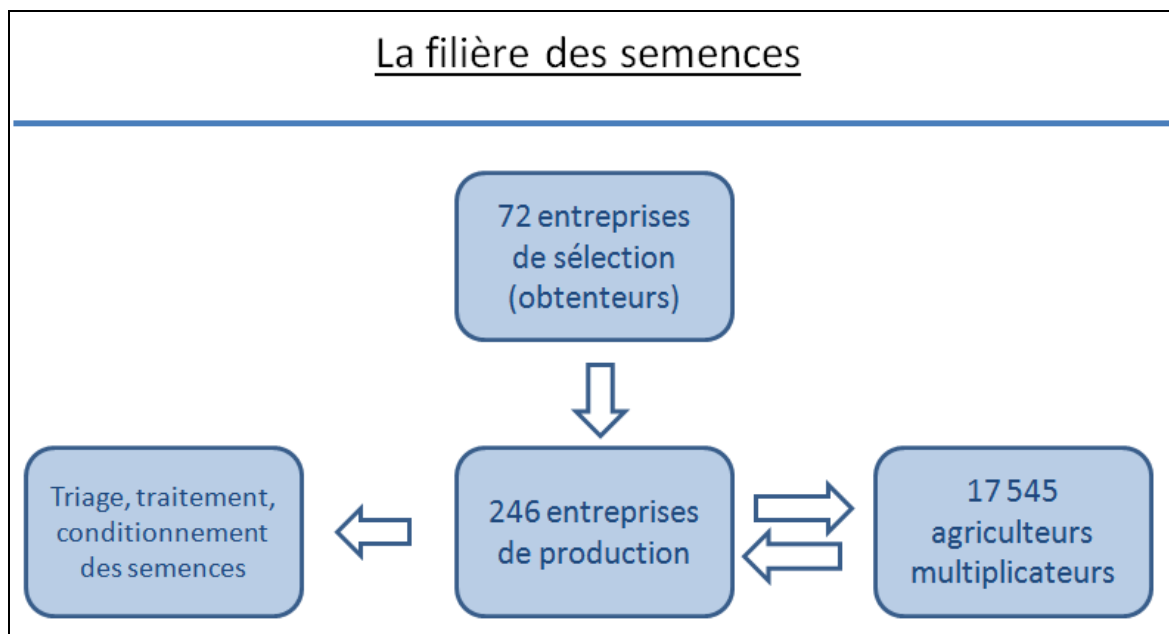 La filière des semences
72 entreprises
de sélection
(obtenteurs)
Triage, traitement,
conditionnement
des semences
246 entreprises
de production
17 545
agriculteurs
multiplicateurs